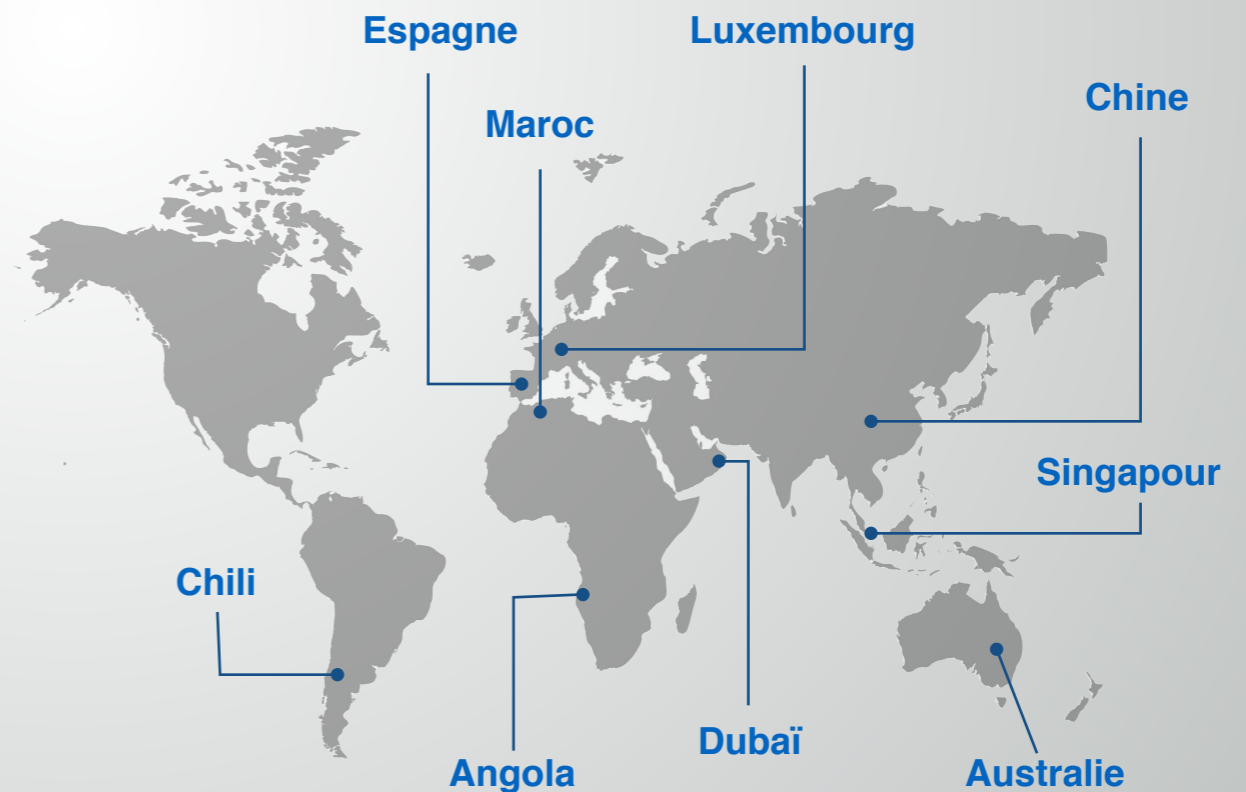 Espagne
Luxembourg
Chine
Maroc
Singapour
Chili
Dubaï
Angola
Australie